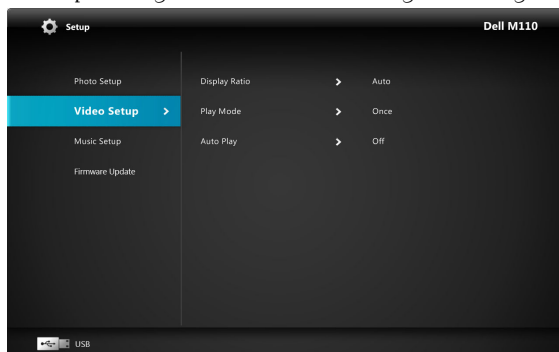 Setup Dell M110
Photo Setup Display Ratio > Auto
Video Setup > Play Mode > Once
Music Setup Auto Play > Off
Firmware Update
USB